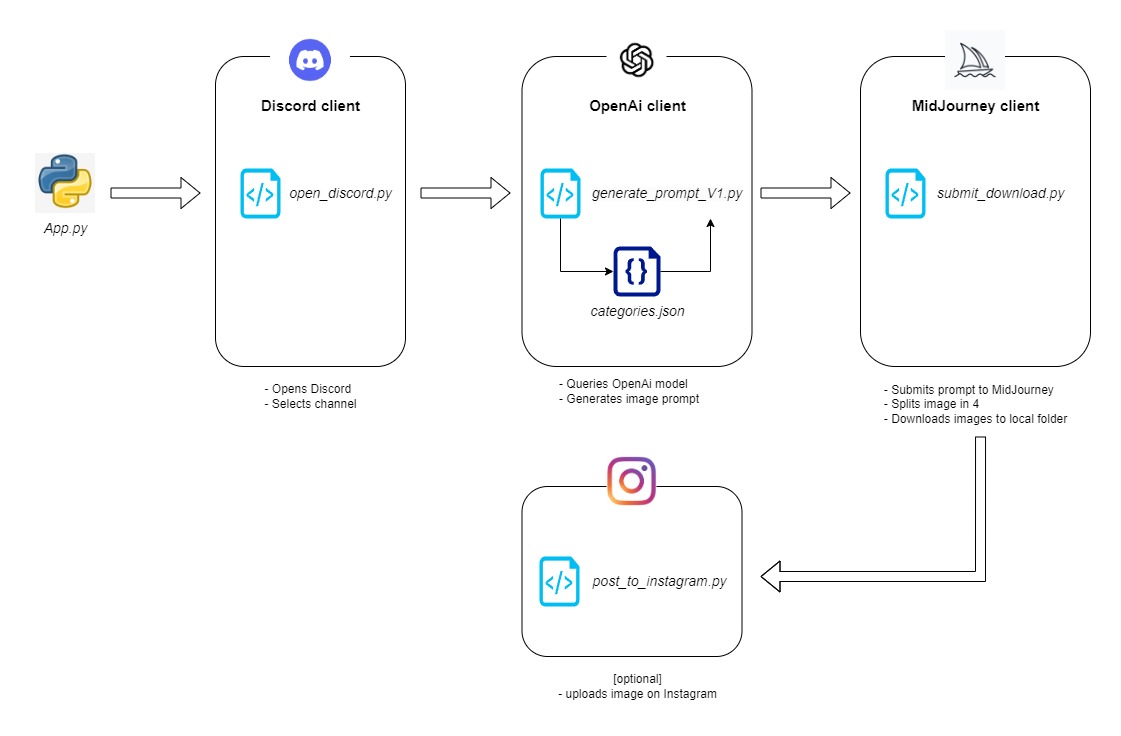 Discord client
OpenAi client
MidJourney client
App.py
open_discord.py
generate_prompt_V1.py
submit_download.py
categories.json
- Opens Discord
- Selects channel
- Queries OpenAi model
- Generates image prompt
- Submits prompt to MidJourney
- Splits image in 4
- Downloads images to local folder
post_to_instagram.py
[optional]
- uploads image on Instagram